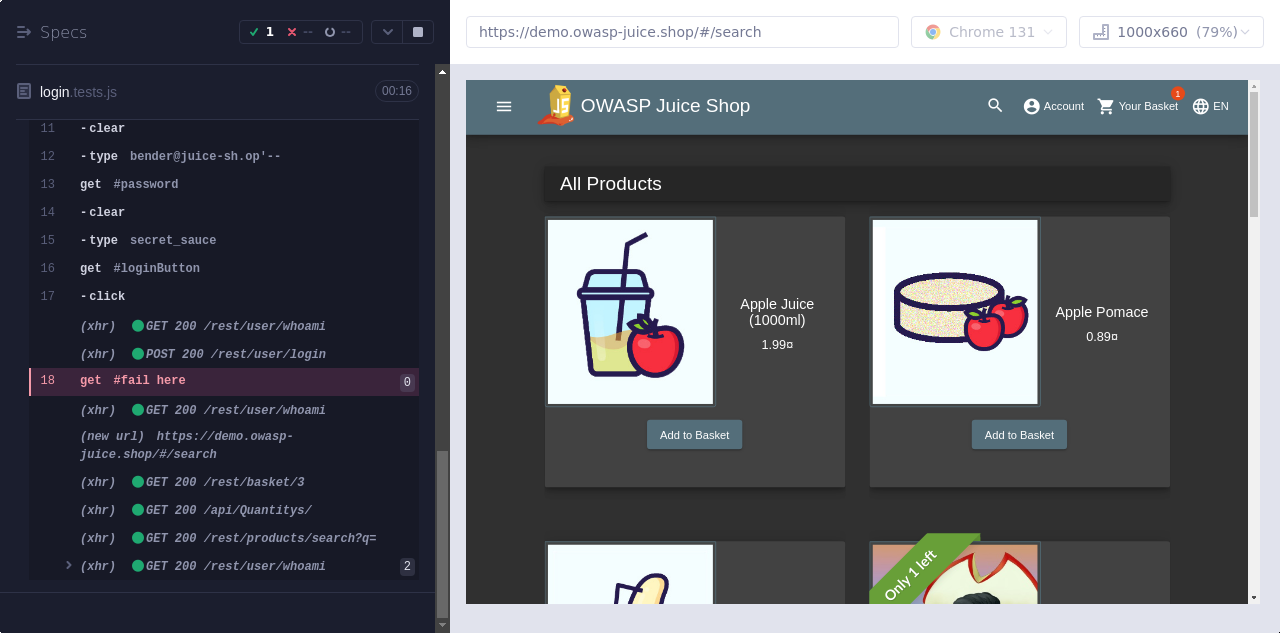 Specs
1
--
--
login.tests.js
00:16
11 -clear
12 -type bender@juice-sh.op'--
13 get #password
14 -clear
15 -type secret_sauce
16 get #loginButton
17 -click
(xhr) GET 200 /rest/user/whoami
(xhr) POST 200 /rest/user/login
18 get #fail here 0
(xhr) GET 200 /rest/user/whoami
(new url) https://demo.owasp-
juice.shop/#/search
(xhr) GET 200 /rest/basket/3
(xhr) GET 200 /api/Quantitys/
(xhr) GET 200 /rest/products/search?q=
(xhr) GET 200 /rest/user/whoami 2
https://demo.owasp-juice.shop/#/search
Chrome 131
1000x660 (79%)
JS
OWASP Juice Shop
Account
Your Basket
1
EN
All Products
Apple Juice
(1000ml)
1.99¤
Add to Basket
Apple Pomace
0.89¤
Add to Basket
Only 1 left